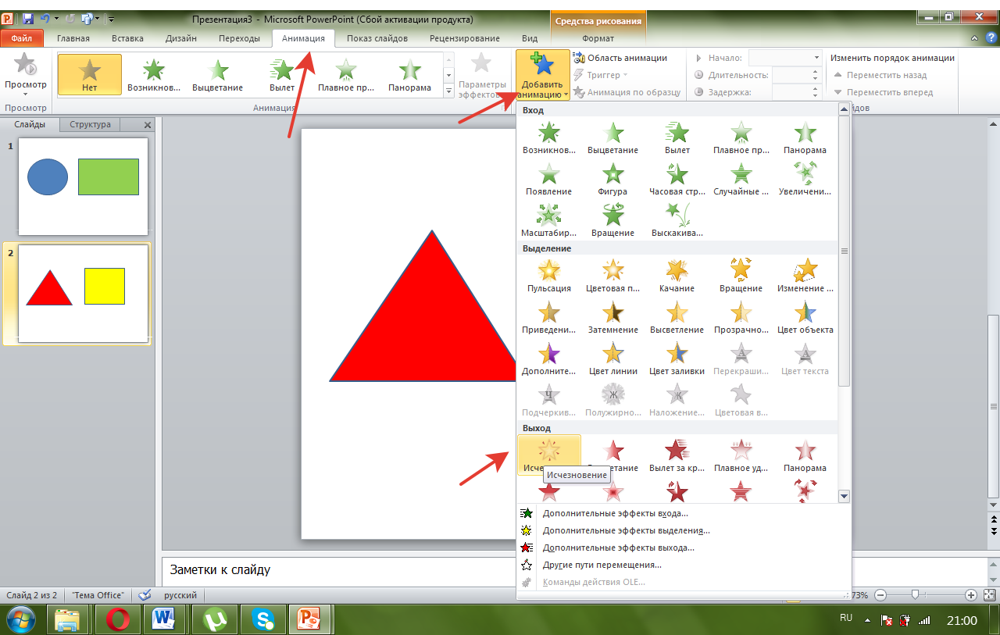 Презентация3 - Microsoft PowerPoint (Сбой активации продукта)
Средства рисования
Файл Главная Вставка Дизайн Переходы Анимация Показ слайдов Рецензирование Вид Формат
Просмотр
Просмотр
Нет Возникнов... Выцветание Вылет Плавное пр... Панорама
Параметры
эффектов
Анимация
Добавить
анимацию
Область анимации
Триггер
Анимация по образцу
Начало:
Длительность:
Задержка:
Изменить порядок анимации
Переместить назад
Переместить вперед
Слайды Структура
1
2
Вход
Возникнов... Выцветание Вылет Плавное пр... Панорама
Появление Фигура Часовая стр... Случайные ... Увеличени...
Масштабир... Вращение Выскакива...
Выделение
Пульсация Цветовая п... Качание Вращение Изменение ...
Приведени... Затемнение Высветление Прозрачно... Цвет объекта
Дополните... Цвет линии Цвет заливки Перекраши... Цвет текста
Подчеркив... Полужирно... Наложение... Цветовая в...
Выход
Вылет за кр... Плавное уд... Панорама
Исчезновение
Дополнительные эффекты входа...
Дополнительные эффекты выделения...
Дополнительные эффекты выхода...
Другие пути перемещения...
Команды действия OLE...
Заметки к слайду
Слайд 2 из 2 "Тема Office" русский 73%
RU 21:00